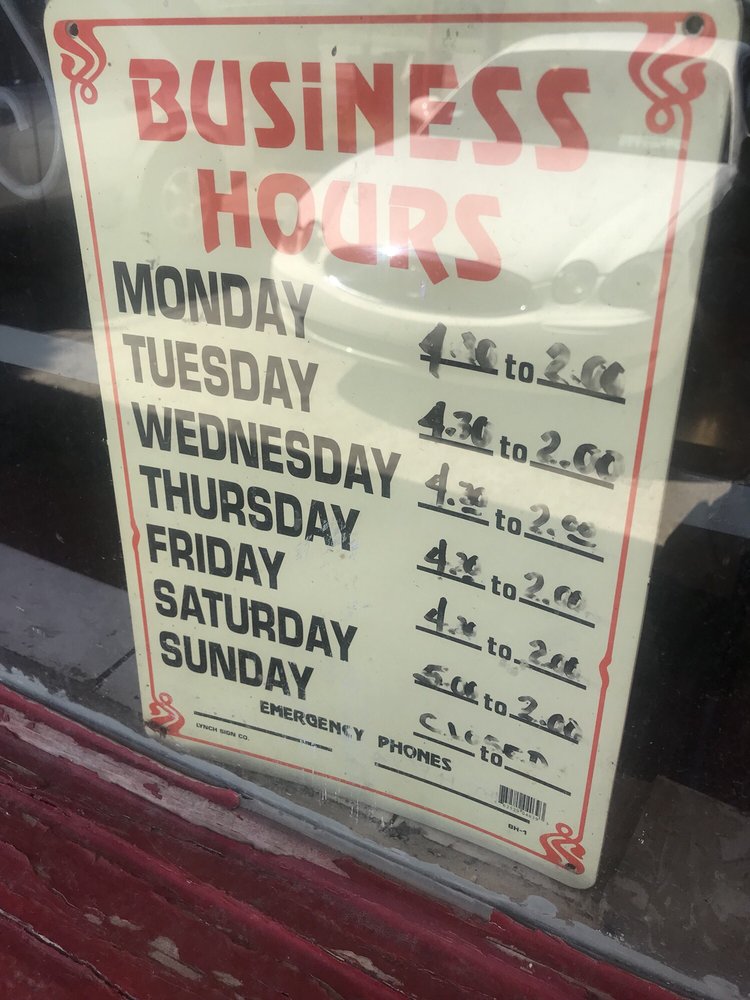 BUSiNESS
HOURS
MONDAY 4.30 to 2.00
TUESDAY 4.30 to 2.00
WEDNESDAY 4.30 to 2.00
THURSDAY 4.30 to 2.00
FRIDAY 4.30 to 2.00
SATURDAY 5.00 to 2.00
SUNDAY CLOSED to
EMERGENCY PHONES
LYNCH SIGN CO.
BH-1